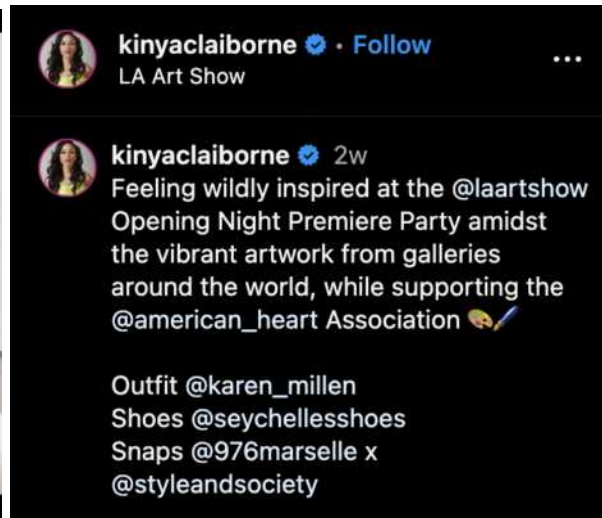 kinyaclaiborne • Follow
LA Art Show
...
kinyaclaiborne 2w
Feeling wildly inspired at the @laartshow
Opening Night Premiere Party amidst
the vibrant artwork from galleries
around the world, while supporting the
@american_heart Association 🎨🖌️
Outfit @karen_millen
Shoes @seychellesshoes
Snaps @976marselle x
@styleandsociety